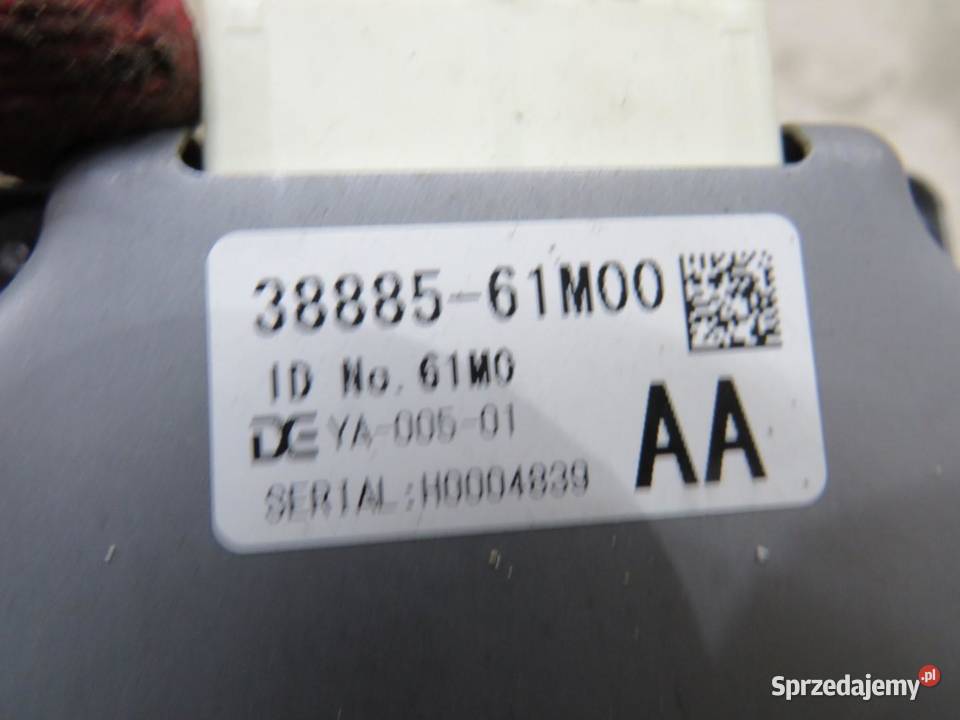 38885-61M00
ID No. 61M0
DE YA-005-01
AA
SERIAL:H0004839
Sprzedajemy.pl